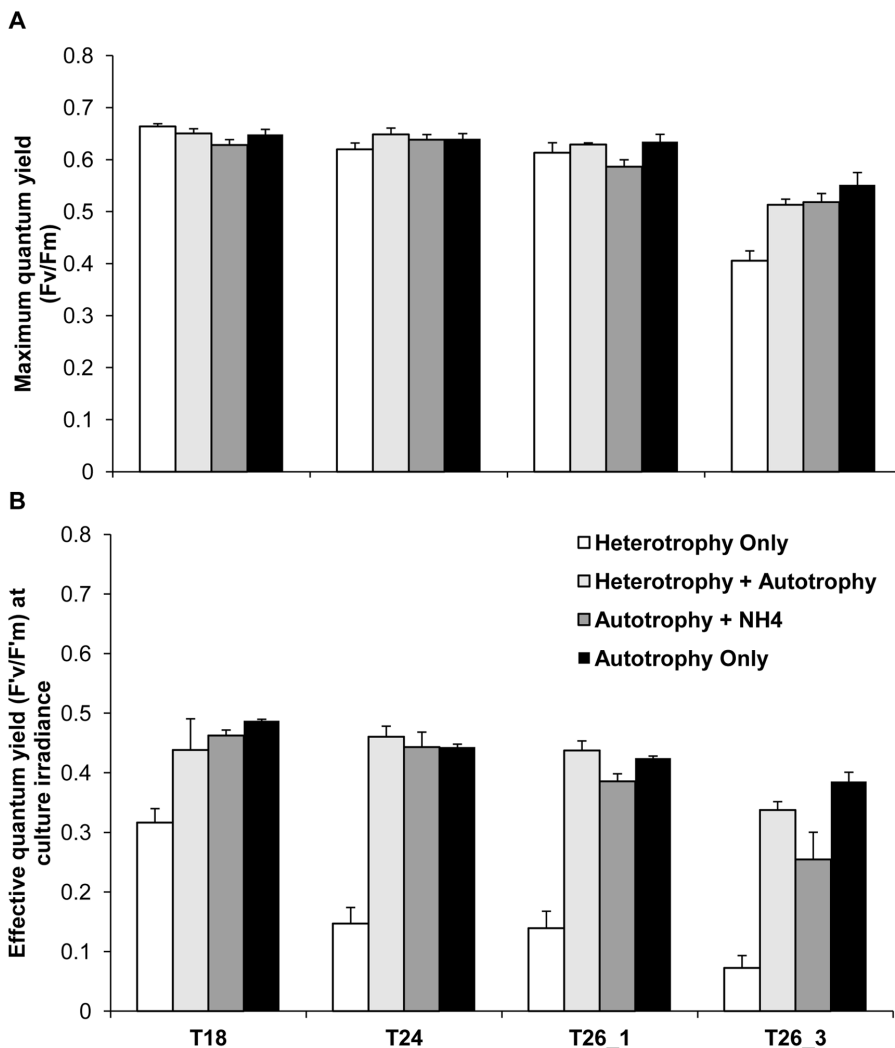 A
Maximum quantum yield
(Fv/Fm)
0.8
0.7
0.6
0.5
0.4
0.3
0.2
0.1
0
B
Effective quantum yield (F'v/F'm) at
culture irradiance
0.8
0.7
0.6
0.5
0.4
0.3
0.2
0.1
0
Heterotrophy Only
Heterotrophy + Autotrophy
Autotrophy + NH4
Autotrophy Only
T18 T24 T26_1 T26_3